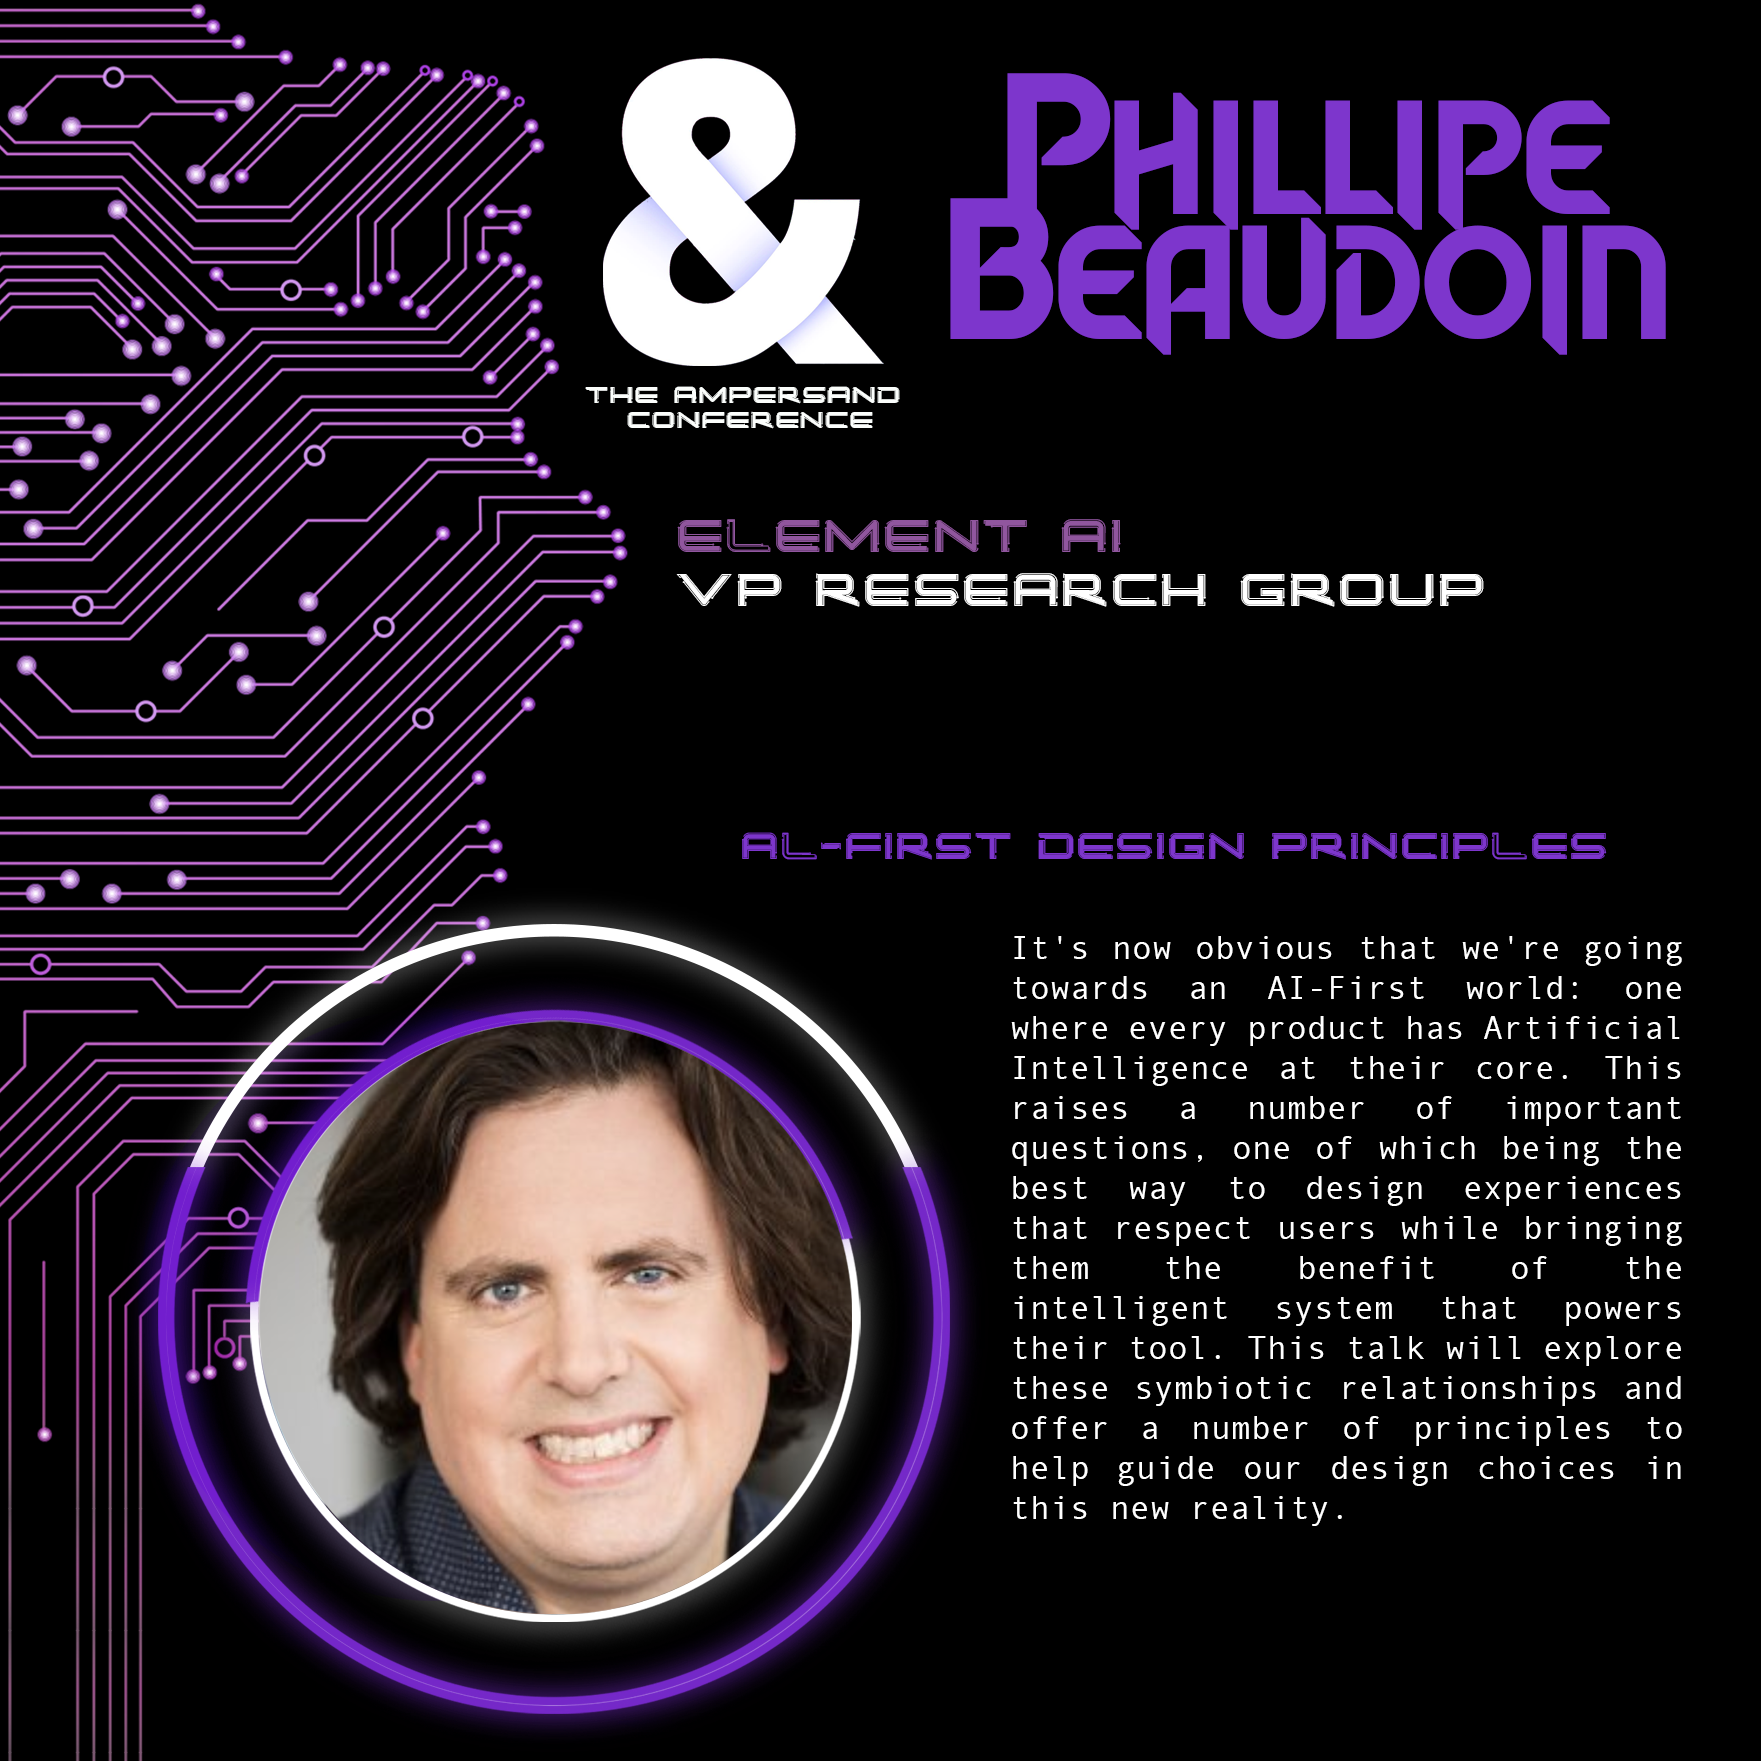 &
THE AMPERSAND
CONFERENCE
PHILLIPE
BEAUDOIN
ELEMENT AI
VP RESEARCH GROUP
AL-FIRST DESIGN PRINCIPLES
It's now obvious that we're going
towards an AI-First world: one
where every product has Artificial
Intelligence at their core. This
raises a number of important
questions, one of which being the
best way to design experiences
that respect users while bringing
them the benefit of the
intelligent system that powers
their tool. This talk will explore
these symbiotic relationships and
offer a number of principles to
help guide our design choices in
this new reality.